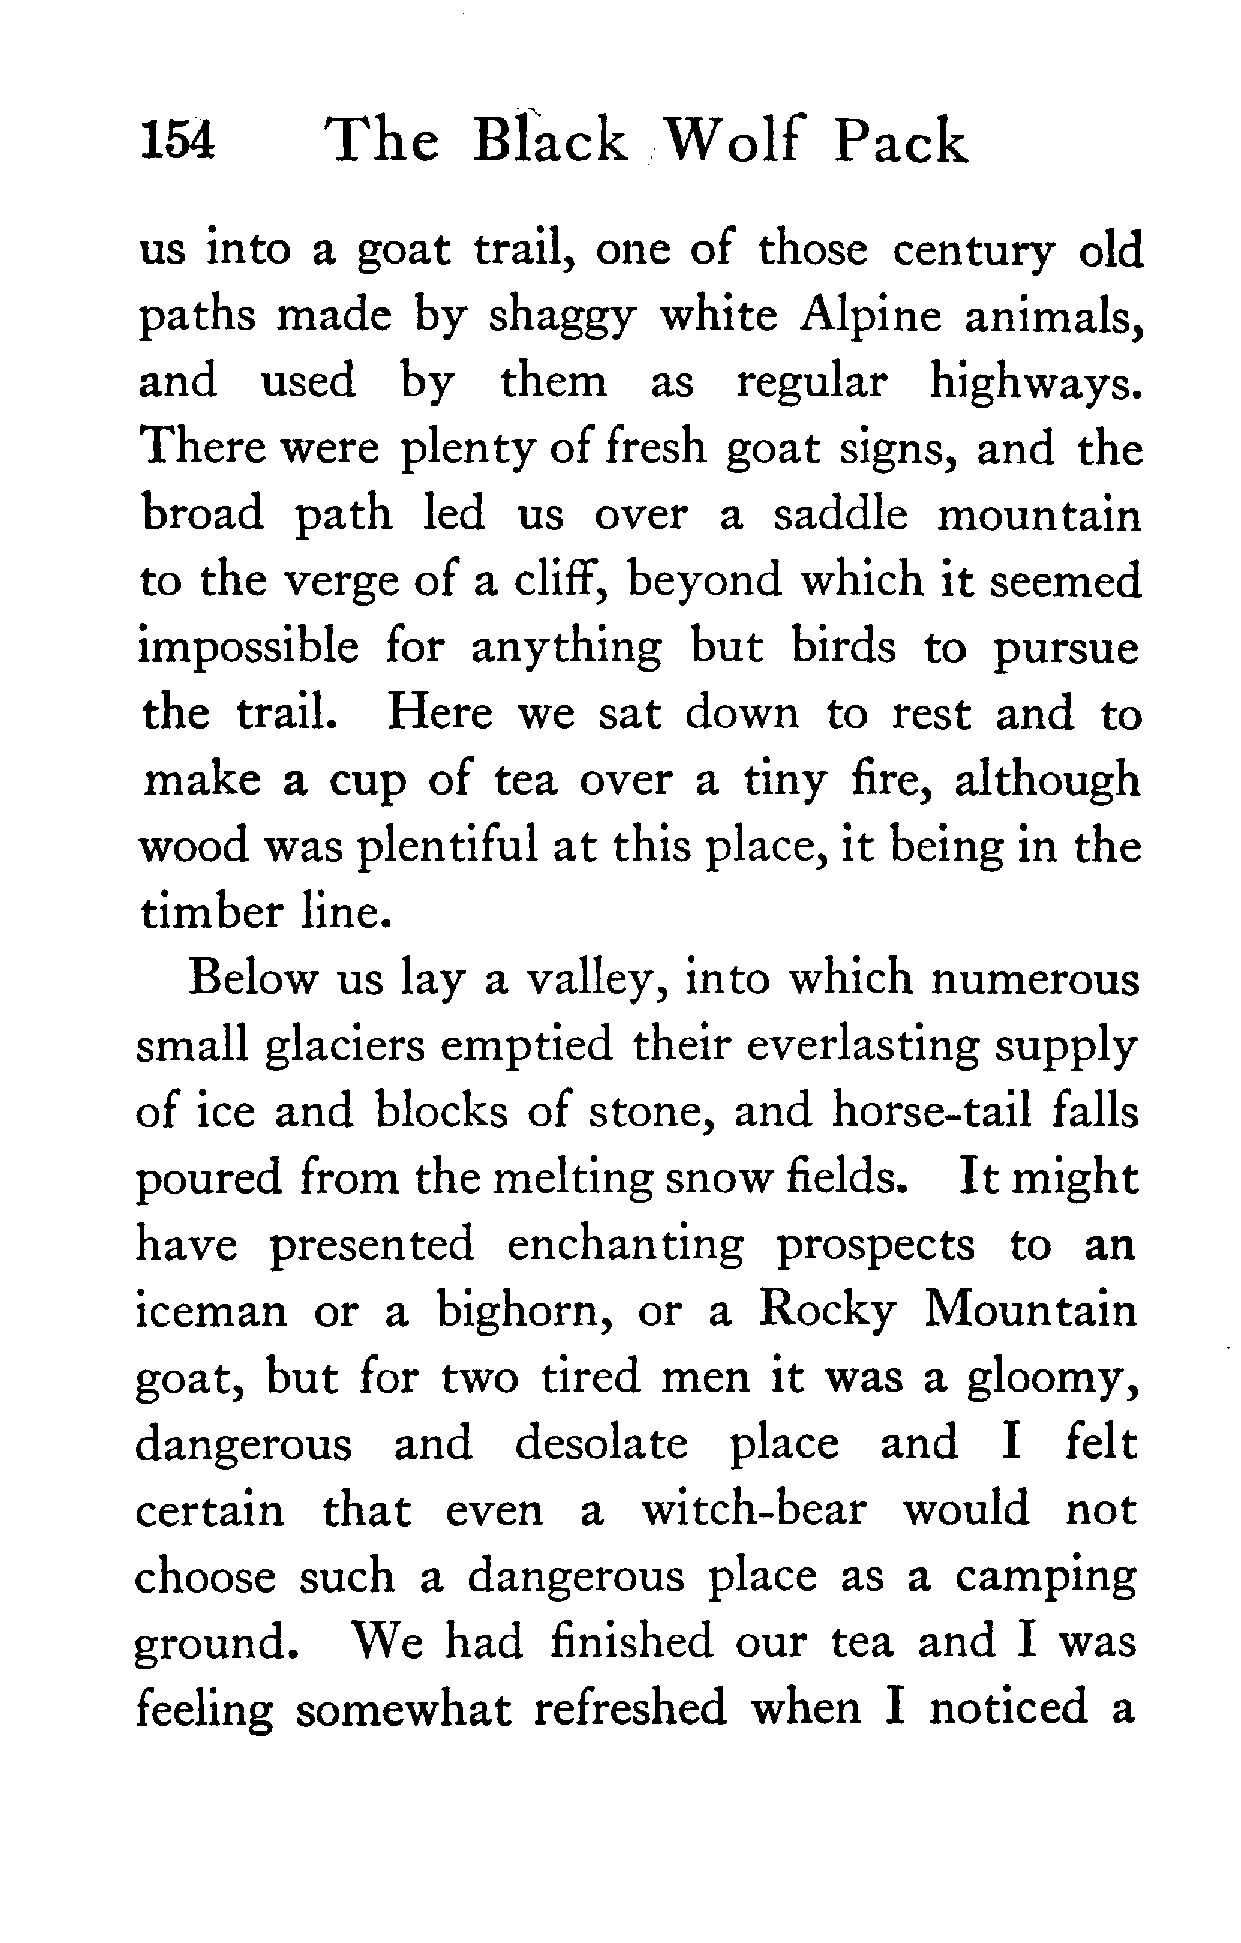 154 The Black Wolf Pack
us into a goat trail, one of those century old
paths made by shaggy white Alpine animals,
and used by them as regular highways.
There were plenty of fresh goat signs, and the
broad path led us over a saddle mountain
to the verge of a cliff, beyond which it seemed
impossible for anything but birds to pursue
the trail. Here we sat down to rest and to
make a cup of tea over a tiny fire, although
wood was plentiful at this place, it being in the
timber line.
Below us lay a valley, into which numerous
small glaciers emptied their everlasting supply
of ice and blocks of stone, and horse-tail falls
poured from the melting snow fields. It might
have presented enchanting prospects to an
iceman or a bighorn, or a Rocky Mountain
goat, but for two tired men it was a gloomy,
dangerous and desolate place and I felt
certain that even a witch-bear would not
choose such a dangerous place as a camping
ground. We had finished our tea and I was
feeling somewhat refreshed when I noticed a